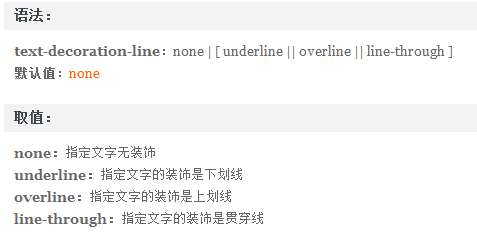 语法：
text-decoration-line：none | [ underline || overline || line-through ]
默认值：none
取值：
none：指定文字无装饰
underline：指定文字的装饰是下划线
overline：指定文字的装饰是上划线
line-through：指定文字的装饰是贯穿线